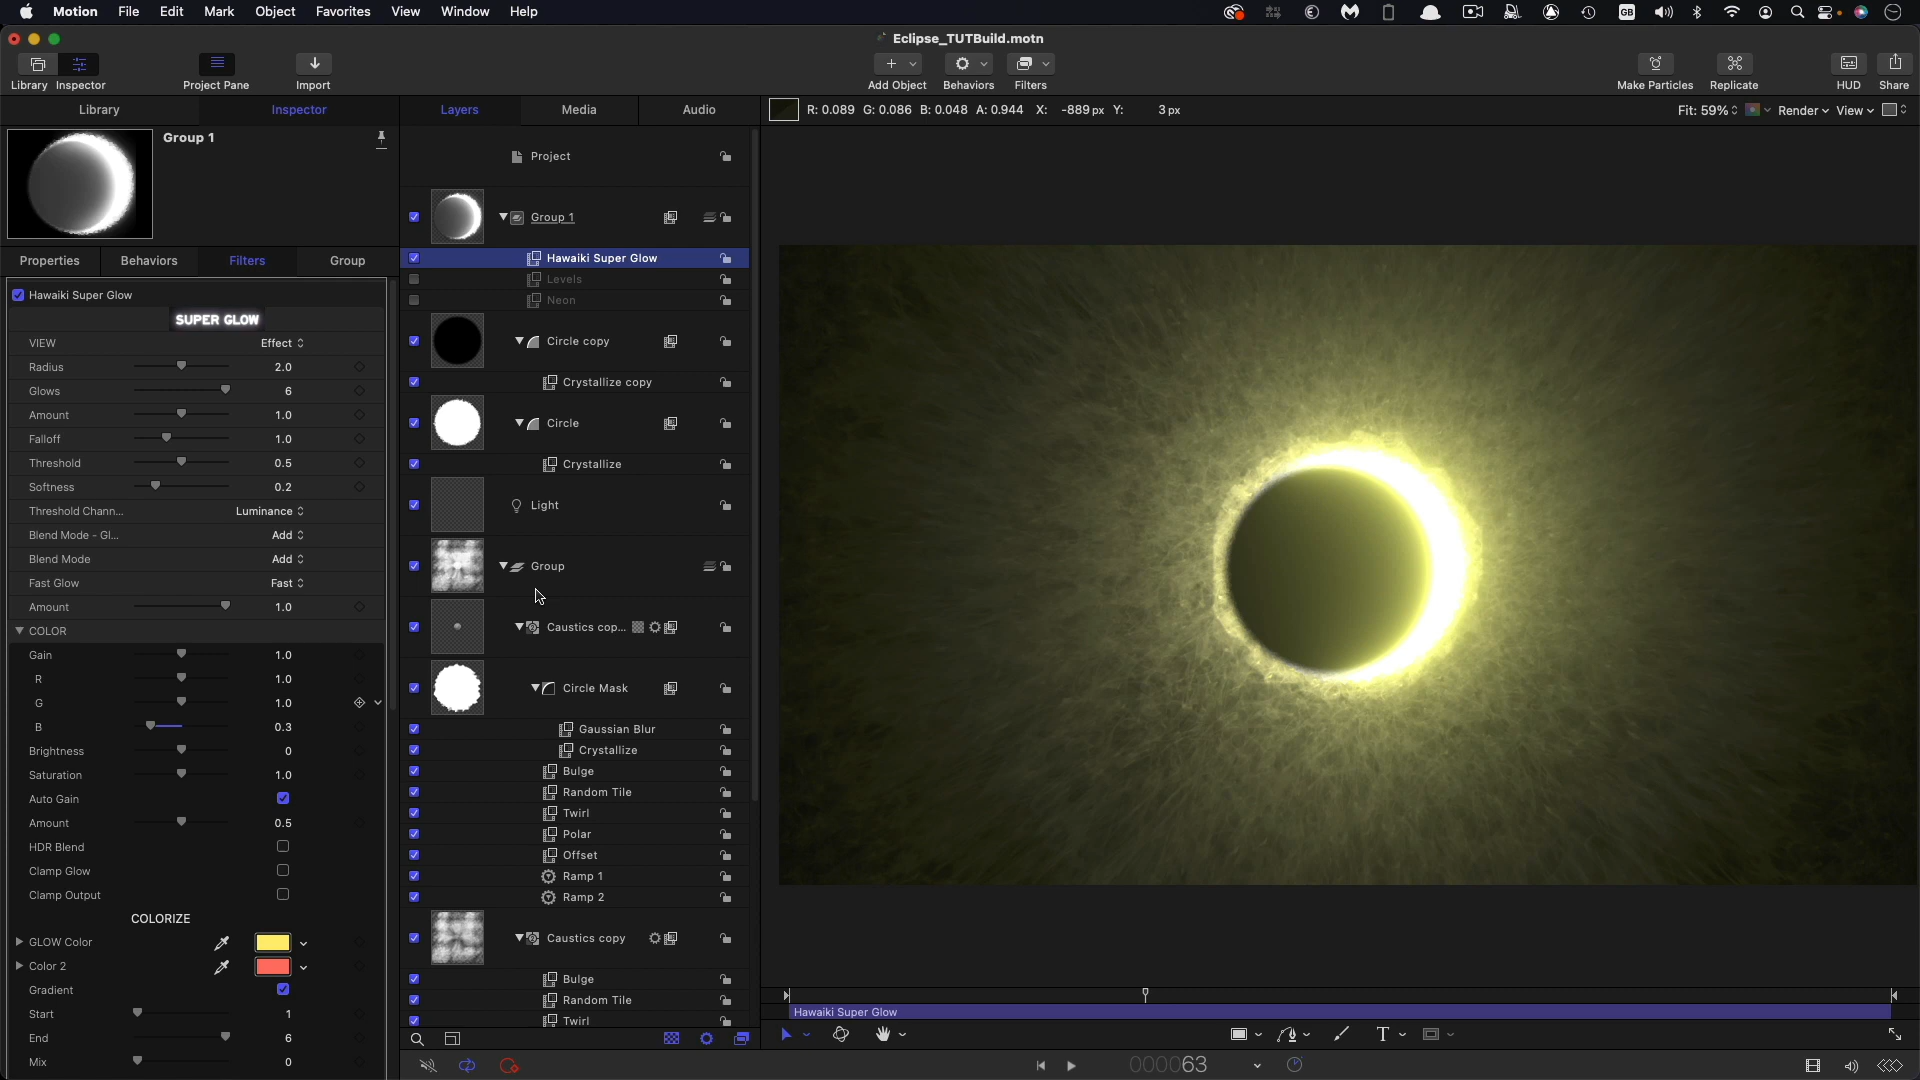 Motion File Edit Mark Object Favorites View Window Help
Eclipse_TUTBuild.motn
Library Inspector Project Pane Import Add Object Behaviors Filters Make Particles Replicate HUD Share
Library Inspector Layers Media Audio R: 0.089 G: 0.086 B: 0.048 A: 0.944 X: -889 px Y: 3 px Fit: 59% Render View
Group 1
Properties Behaviors Filters Group
Hawaiki Super Glow
SUPER GLOW
VIEW Effect
Radius 2.0
Glows 6
Amount 1.0
Falloff 1.0
Threshold 0.5
Softness 0.2
Threshold Chann... Luminance
Blend Mode - Gl... Add
Blend Mode Add
Fast Glow Fast
Amount 1.0
COLOR
Gain 1.0
R 1.0
G 1.0
B 0.3
Brightness 0
Saturation 1.0
Auto Gain
Amount 0.5
HDR Blend
Clamp Glow
Clamp Output
COLORIZE
GLOW Color
Color 2
Gradient
Start 1
End 6
Mix 0
Project
Group 1
Hawaiki Super Glow
Levels
Neon
Circle copy
Crystallize copy
Circle
Crystallize
Light
Group
Caustics cop...
Circle Mask
Gaussian Blur
Crystallize
Bulge
Random Tile
Twirl
Polar
Offset
Ramp 1
Ramp 2
Caustics copy
Bulge
Random Tile
Twirl
Hawaiki Super Glow
T
000063